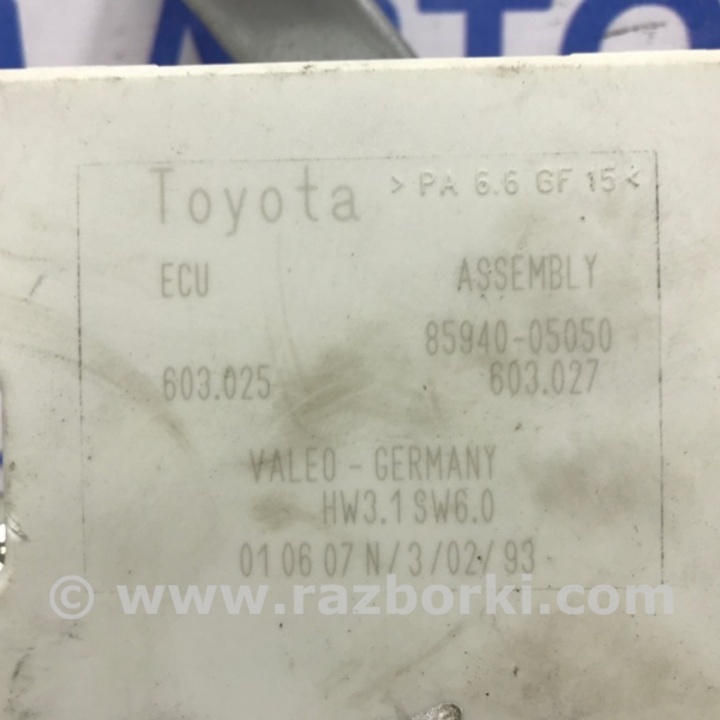 Toyota >PA 6.6 GF 15<
ECU ASSEMBLY
85940-05050
603.025 603.027
VALEO - GERMANY
HW3.1 SW6.0
01 06 07 N/3/02/93
© www.razborki.com